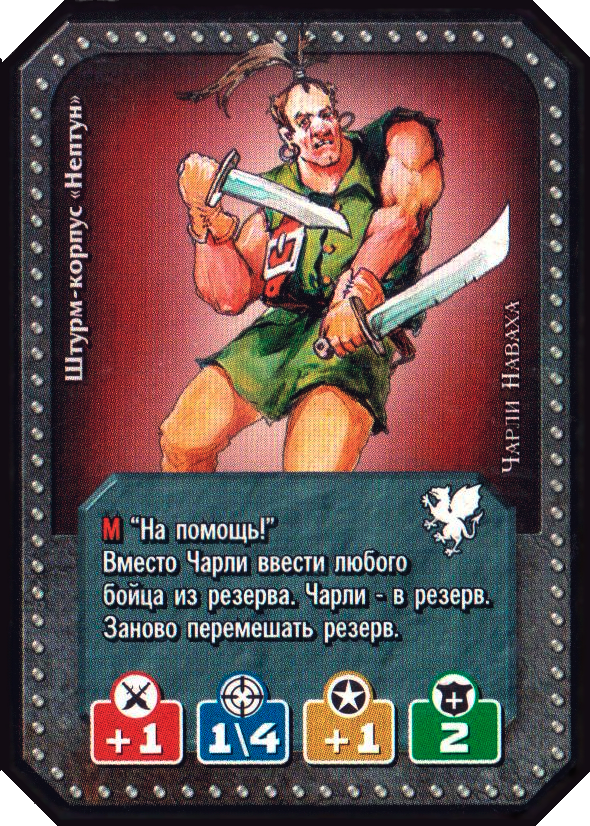 Штурм-корпус «Нептун»
Чарли Наваха
М "На помощь!"
Вместо Чарли ввести любого
бойца из резерва. Чарли - в резерв.
Заново перемешать резерв.
+1 1\4 +1 2